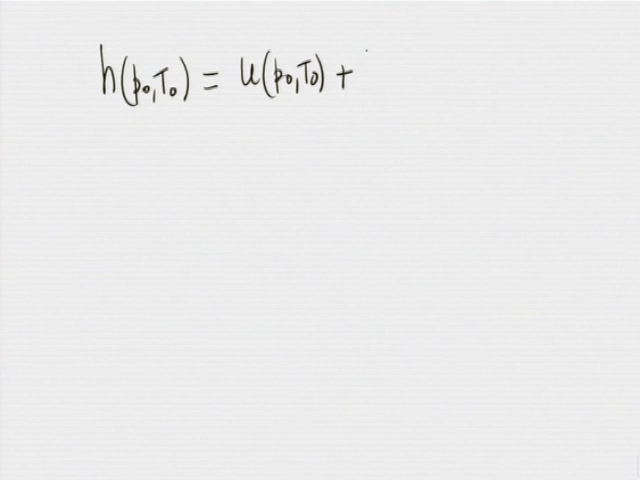 h(p₀,T₀) = u(p₀,T₀) +